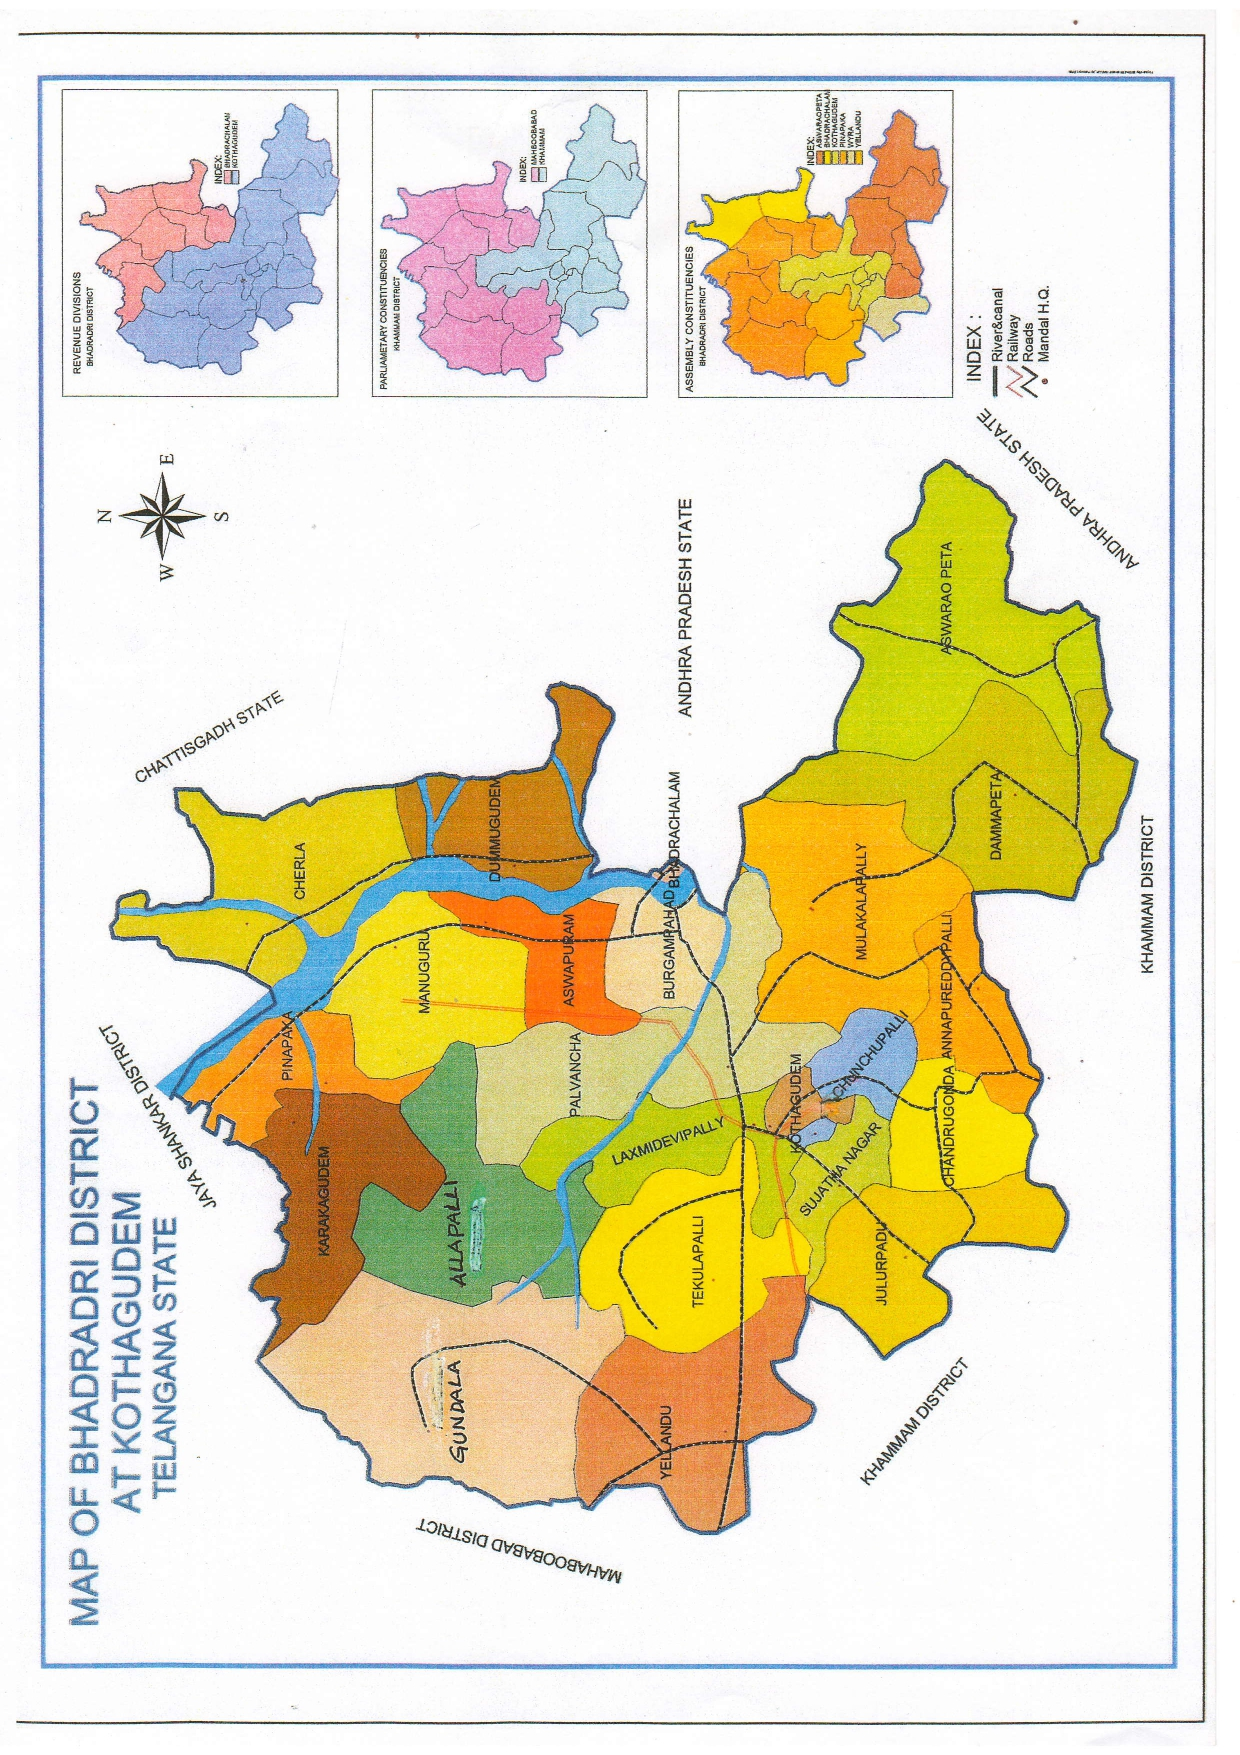 MAP OF BHADRADRI DISTRICT
AT KOTHAGUDEM
TELANGANA STATE
N
W
E
S
REVENUE DIVISIONS
BHADRADRI DISTRICT
INDEX:
BHADRACHALAM
KOTHAGUDEM
PARLIAMETARY CONSTITUENCIES
KHAMMAM DISTRICT
INDEX:
MAHBOOBABAD
KHAMMAM
ASSEMBLY CONSTITUENCIES
BHADRADRI DISTRICT
INDEX:
ASWARAOPETA
BHADRACHALAM
KOTHAGUDEM
PINAPAKA
WYRA
YELLANDU
INDEX :
River&canal
Railway
Roads
Mandal H.Q.
JAYA SHANKAR DISTRICT
CHATTISGADH STATE
ANDHRA PRADESH STATE
ANDHRA PRADESH STATE
KHAMMAM DISTRICT
KHAMMAM DISTRICT
MAHABOOBABAD DISTRICT
CHERLA
PINAPAKA
KARAKAGUDEM
MANUGURU
DUMMUGUDEM
ASWAPURAM
ALLAPALLI
GUNDALA
PALVANCHA
BURGAMPAHAD
BHADRACHALAM
LAXMIDEVIPALLY
TEKULAPALLI
YELLANDU
KOTHAGUDEM
CHUNCHUPALLI
SUJATHA NAGAR
JULURPADU
CHANDRUGONDA
ANNAPUREDDYPALLI
MULAKALAPALLY
DAMMAPETA
ASWARAO PETA